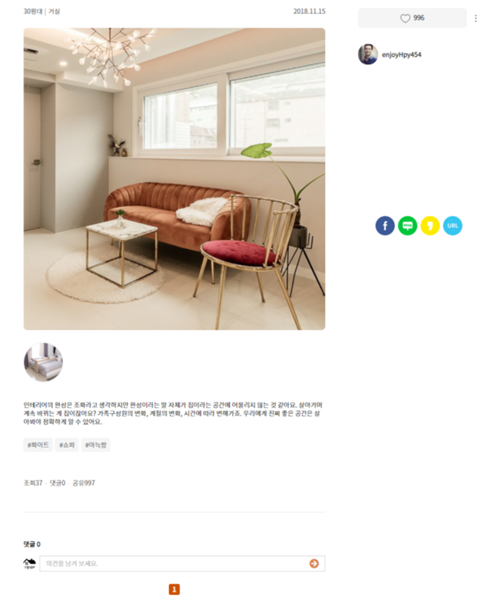 30평대 | 거실
2018.11.15
996
enjoyHpy454
URL
인테리어의 완성은 조화라고 생각하지만 완성이라는 말 자체가 집이라는 공간에 어울리지 않는 것 같아요. 살아가며
계속 바뀌는 게 집이잖아요? 가족구성원의 변화, 계절의 변화, 시간에 따라 변해가죠. 우리에게 진짜 좋은 공간은 살
아봐야 정확하게 알 수 있어요.
#화이트 #쇼파 #아늑함
조회37 · 댓글0 · 공유997
댓글 0
의견을 남겨 보세요.
1